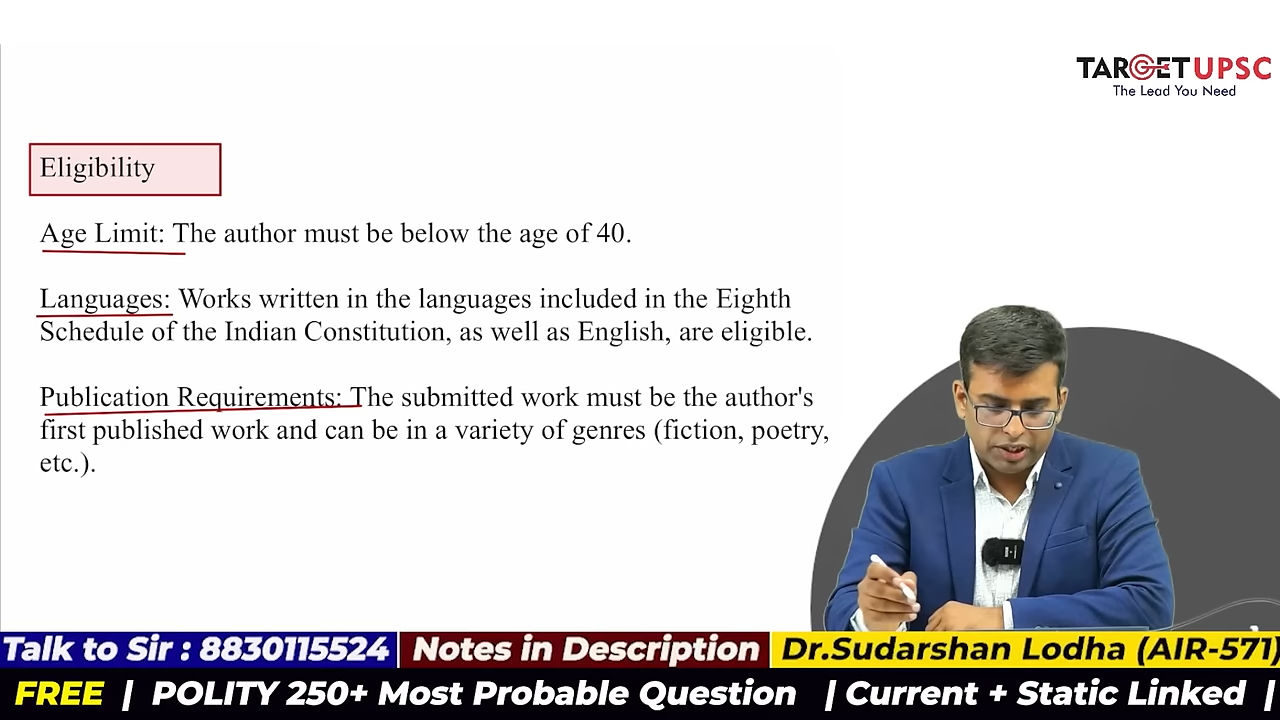 TARGETUPSC
The Lead You Need
Eligibility
Age Limit: The author must be below the age of 40.
Languages: Works written in the languages included in the Eighth
Schedule of the Indian Constitution, as well as English, are eligible.
Publication Requirements: The submitted work must be the author's
first published work and can be in a variety of genres (fiction, poetry,
etc.).
Talk to Sir : 8830115524
Notes in Description
Dr.Sudarshan Lodha (AIR-571)
FREE | POLITY 250+ Most Probable Question | Current + Static Linked |